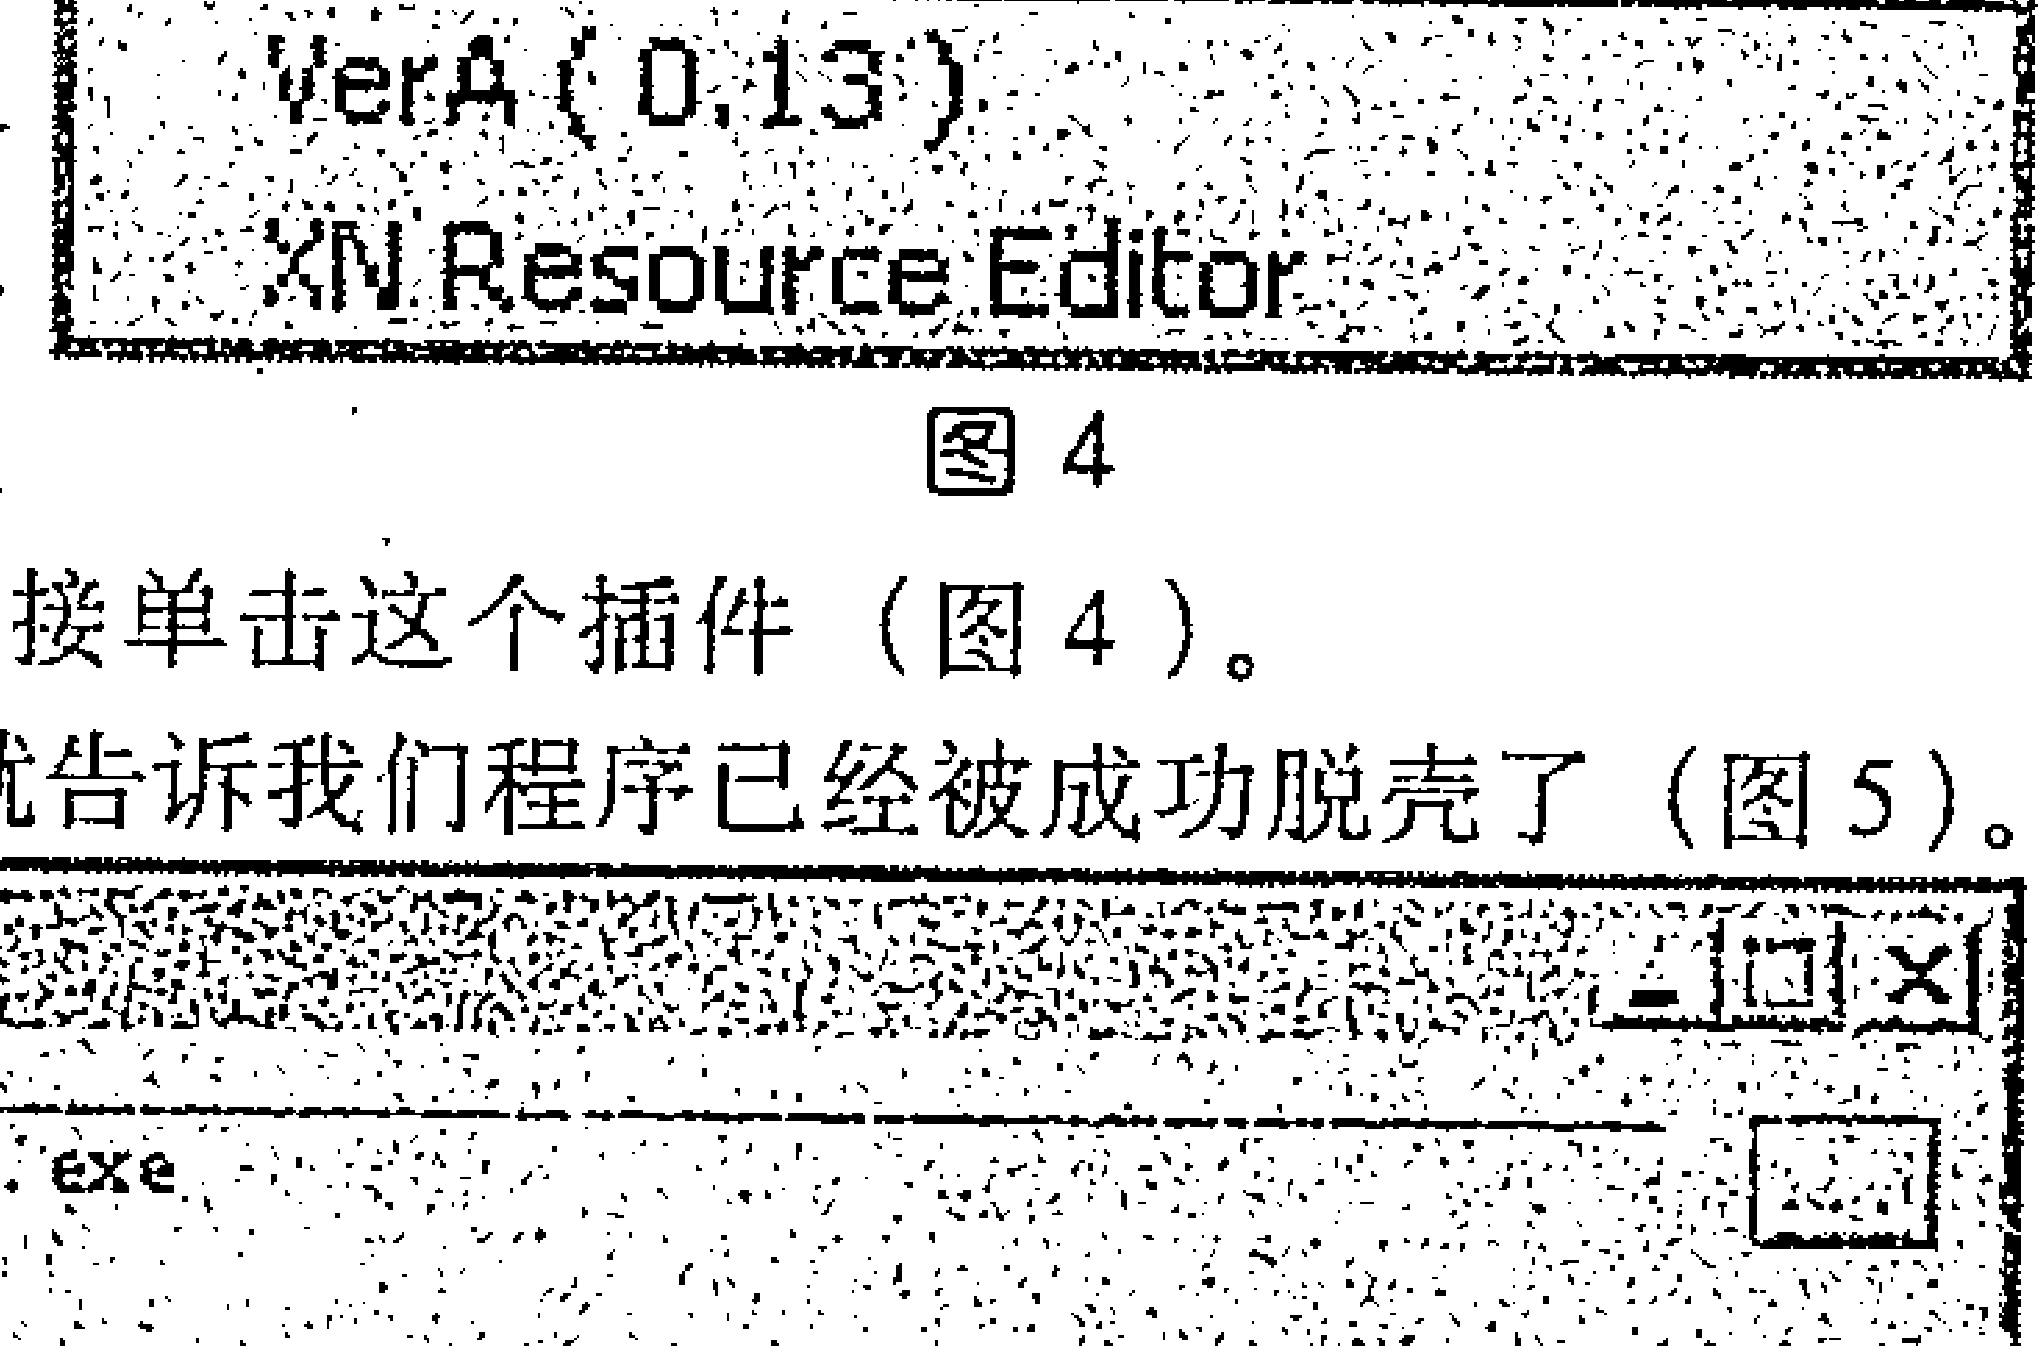 VerA ( 0.13 )
XN Resource Editor
图 4
接单击这个插件（图 4）。
就告诉我们程序已经被成功脱壳了（图 5）。
. exe